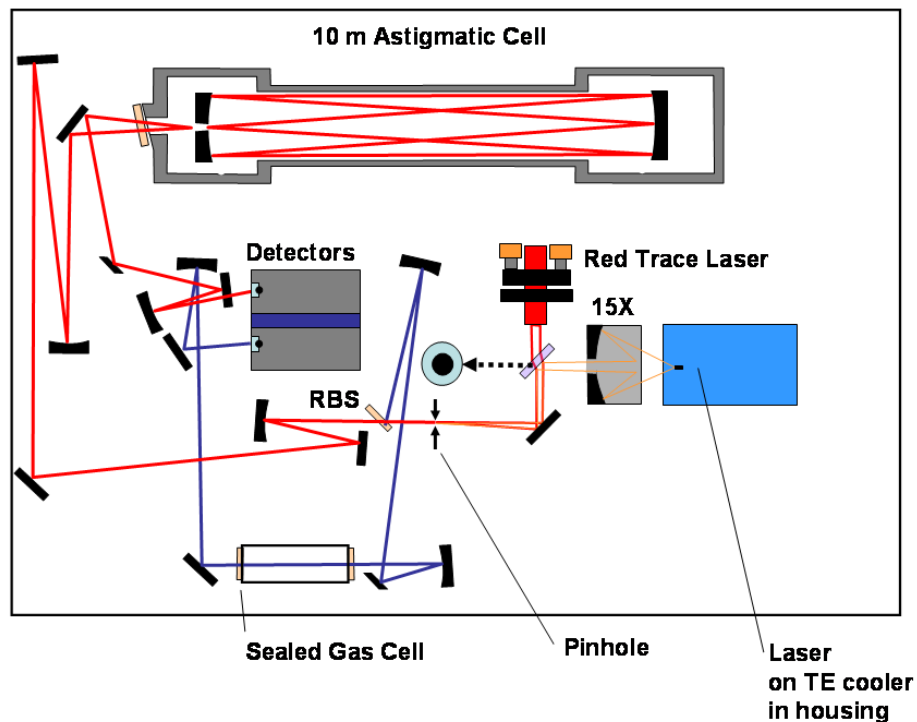 10 m Astigmatic Cell
Detectors
Red Trace Laser
15X
RBS
Sealed Gas Cell
Pinhole
Laser
on TE cooler
in housing